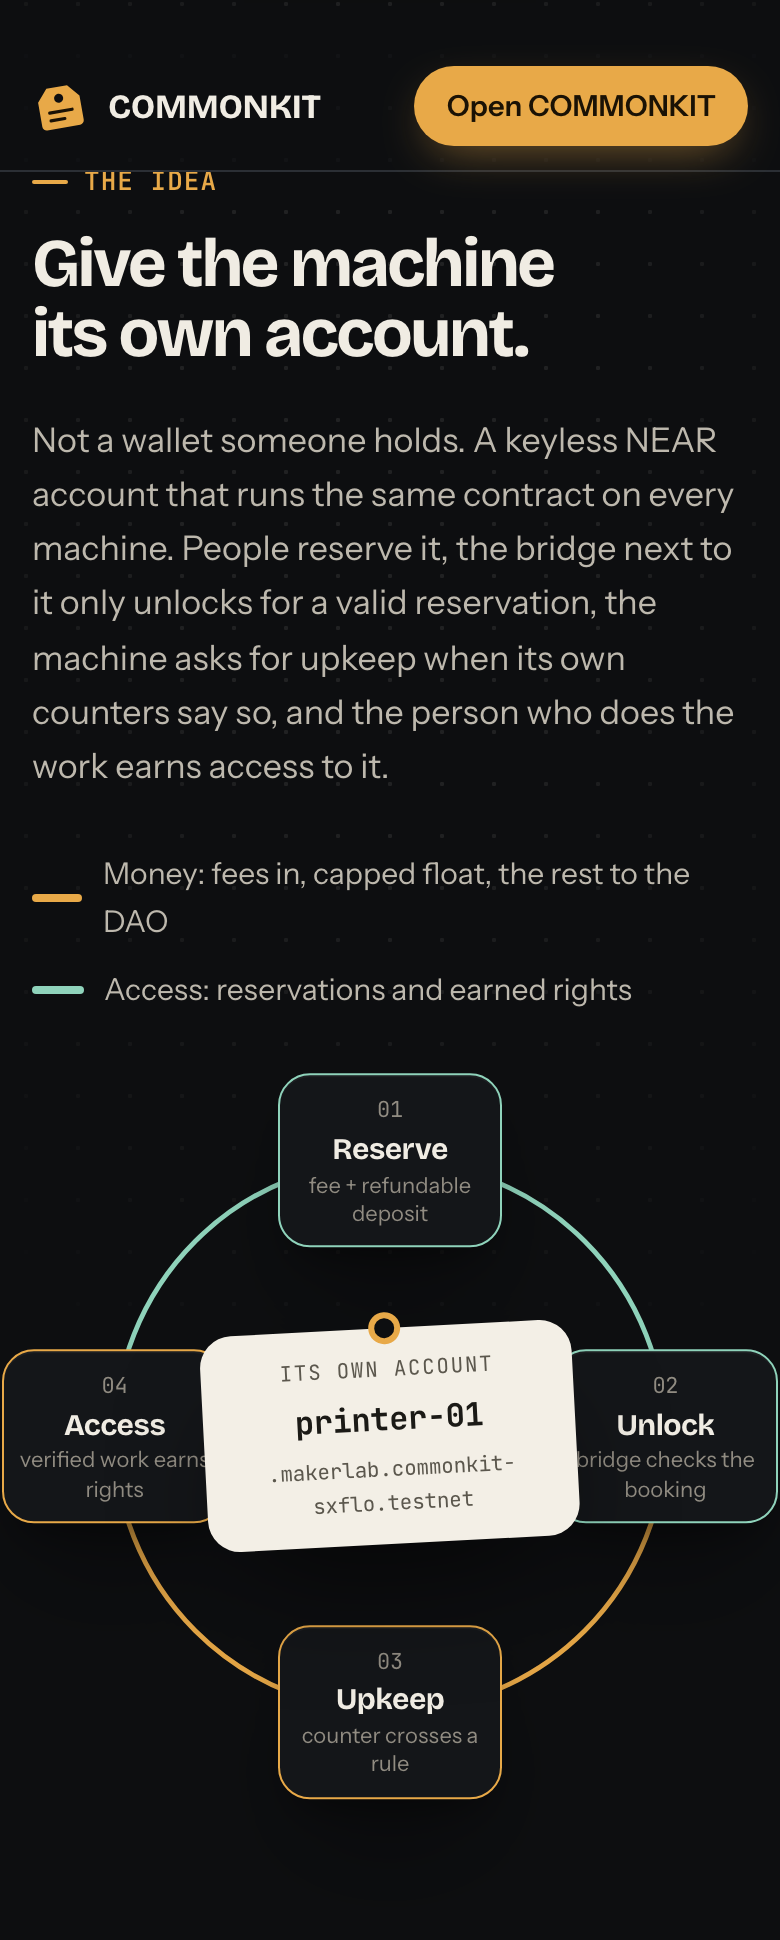 COMMONKIT
Open COMMONKIT
THE IDEA
Give the machine
its own account.
Not a wallet someone holds. A keyless NEAR
account that runs the same contract on every
machine. People reserve it, the bridge next to
it only unlocks for a valid reservation, the
machine asks for upkeep when its own
counters say so, and the person who does the
work earns access to it.
Money: fees in, capped float, the rest to the
DAO
Access: reservations and earned rights
01
Reserve
fee + refundable
deposit
04
Access
verified work earns
rights
ITS OWN ACCOUNT
printer-01
.makerlab.commonkit-
sxflo.testnet
02
Unlock
bridge checks the
booking
03
Upkeep
counter crosses a
rule